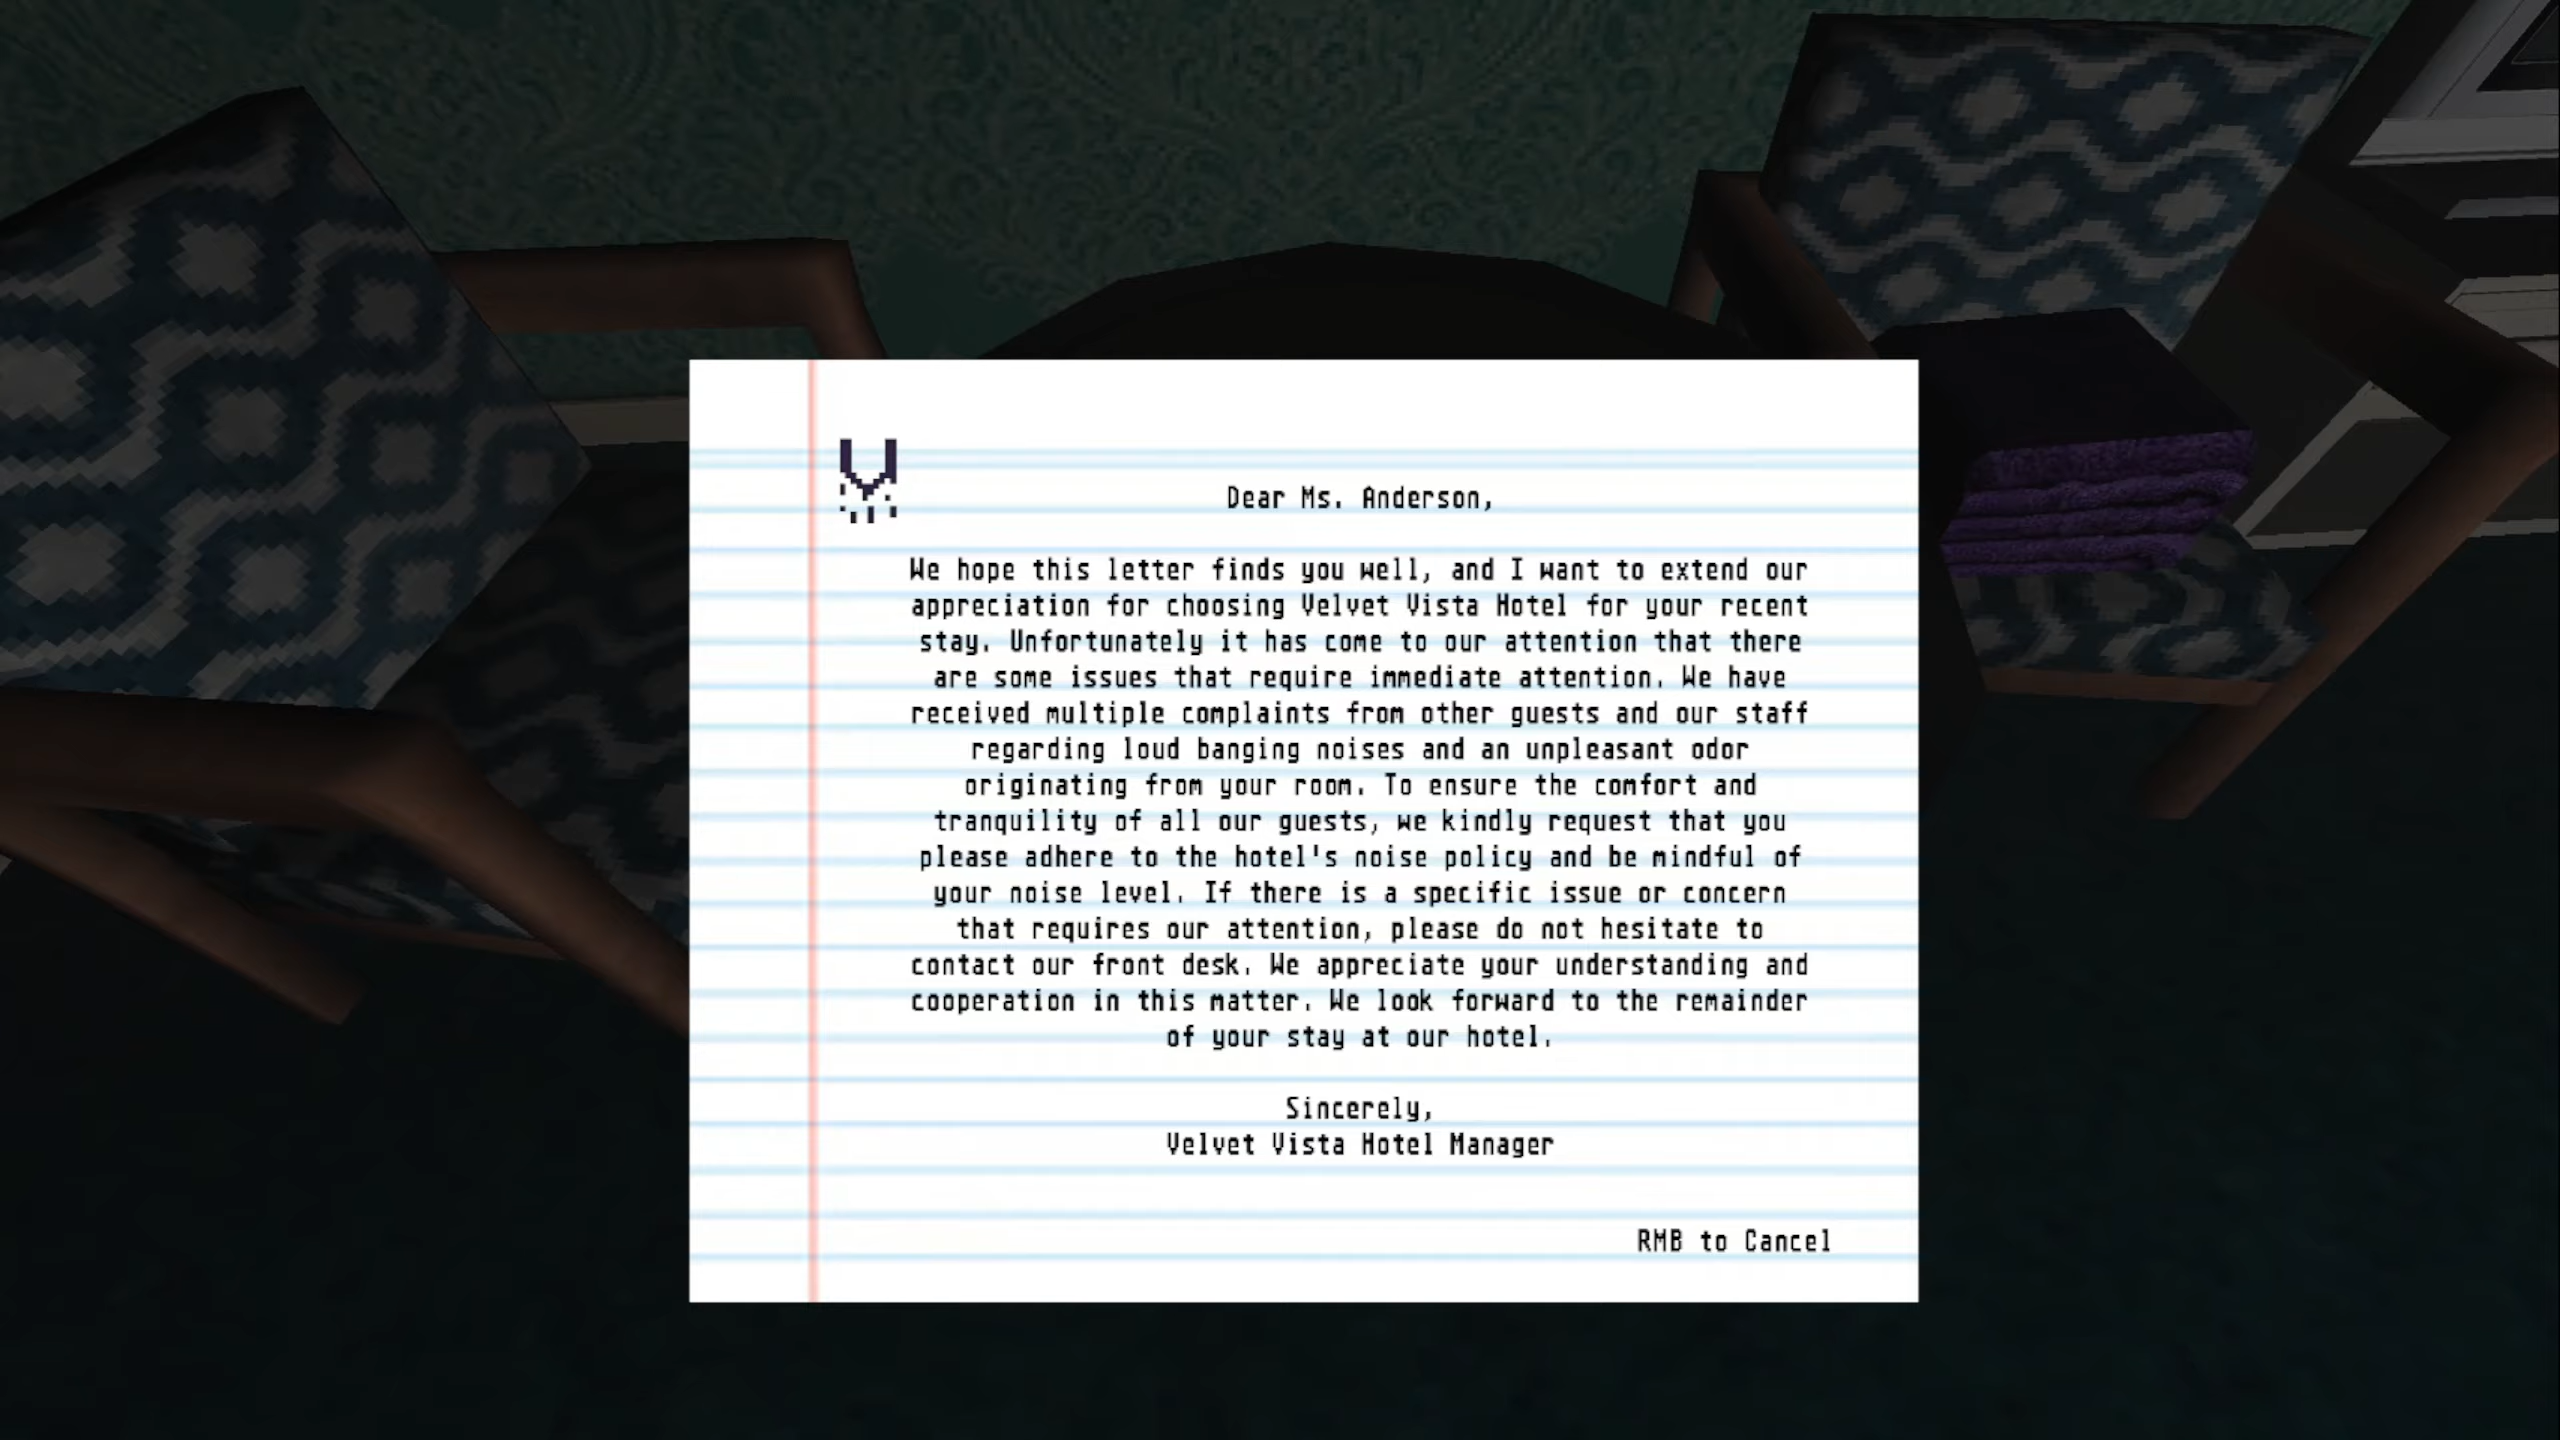 Dear Ms. Anderson,
We hope this letter finds you well, and I want to extend our
appreciation for choosing Velvet Vista Hotel for your recent
stay. Unfortunately it has come to our attention that there
are some issues that require immediate attention. We have
received multiple complaints from other guests and our staff
regarding loud banging noises and an unpleasant odor
originating from your room. To ensure the comfort and
tranquility of all our guests, we kindly request that you
please adhere to the hotel's noise policy and be mindful of
your noise level. If there is a specific issue or concern
that requires our attention, please do not hesitate to
contact our front desk. We appreciate your understanding and
cooperation in this matter. We look forward to the remainder
of your stay at our hotel.
Sincerely,
Velvet Vista Hotel Manager
RMB to Cancel